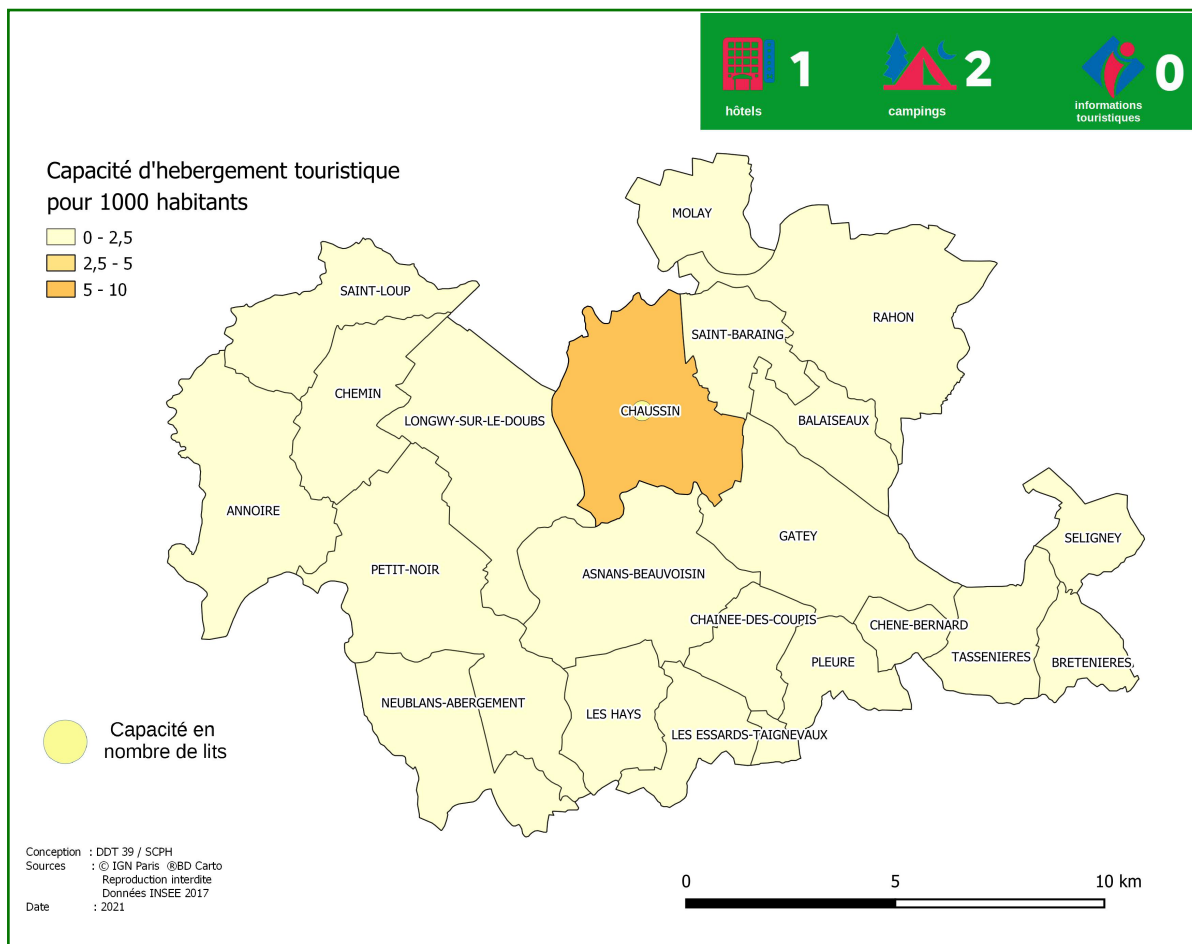 1
2
0
hôtels
campings
informations
touristiques
Capacité d'hebergement touristique
pour 1000 habitants
0 - 2,5
2,5 - 5
5 - 10
MOLAY
SAINT-LOUP
RAHON
SAINT-BARAING
CHEMIN
CHAUSSIN
LONGWY-SUR-LE-DOUBS
BALAISEAUX
ANNOIRE
GATEY
SELIGNEY
PETIT-NOIR
ASNANS-BEAUVOISIN
CHAINEE-DES-COUPIS
CHENE-BERNARD
TASSENIERES
PLEURE
BRETENIERES
NEUBLANS-ABERGEMENT
LES HAYS
LES ESSARDS-TAIGNEVAUX
Capacité en
nombre de lits
Conception : DDT 39 / SCPH
Sources : © IGN Paris ®BD Carto
Reproduction interdite
Données INSEE 2017
Date : 2021
0 5 10 km